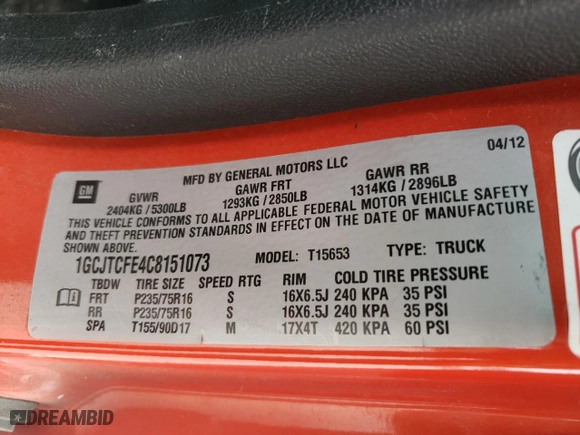 04/12
MFD BY GENERAL MOTORS LLC
GM
GVWR GAWR FRT GAWR RR
2404KG / 5300LB 1293KG / 2850LB 1314KG / 2896LB
THIS VEHICLE CONFORMS TO ALL APPLICABLE FEDERAL MOTOR VEHICLE SAFETY
AND THEFT PREVENTION STANDARDS IN EFFECT ON THE DATE OF MANUFACTURE
SHOWN ABOVE.
1GCJTCFE4C8151073 MODEL: T15653 TYPE: TRUCK
TBDW TIRE SIZE SPEED RTG RIM COLD TIRE PRESSURE
FRT P235/75R16 S 16X6.5J 240 KPA 35 PSI
RR P235/75R16 S 16X6.5J 240 KPA 35 PSI
SPA T155/90D17 M 17X4T 420 KPA 60 PSI
DREAMBID